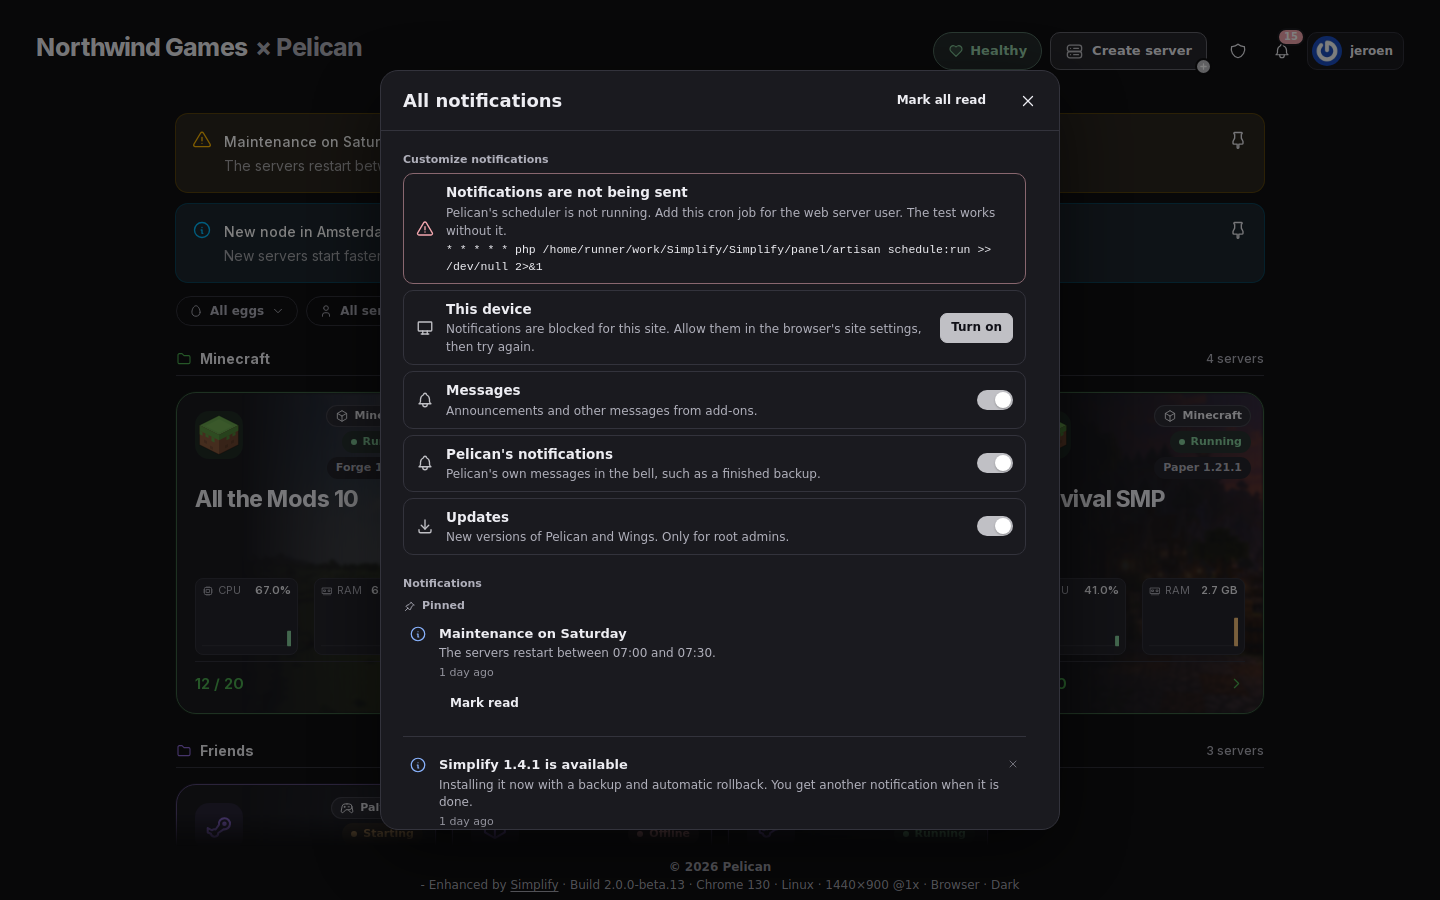 Northwind Games × Pelican
Healthy
Create server
15
jeroen
All notifications
Mark all read
Maintenance on Satur
The servers restart betw
New node in Amsterda
New servers start faster
All eggs
All ser
Customize notifications
Notifications are not being sent
Pelican's scheduler is not running. Add this cron job for the web server user. The test works
without it.
* * * * * php /home/runner/work/Simplify/Simplify/panel/artisan schedule:run >>
/dev/null 2>&1
This device
Notifications are blocked for this site. Allow them in the browser's site settings,
then try again.
Turn on
Messages
Announcements and other messages from add-ons.
Pelican's notifications
Pelican's own messages in the bell, such as a finished backup.
Updates
New versions of Pelican and Wings. Only for root admins.
Notifications
Pinned
Maintenance on Saturday
The servers restart between 07:00 and 07:30.
1 day ago
Mark read
Simplify 1.4.1 is available
Installing it now with a backup and automatic rollback. You get another notification when it is
done.
1 day ago
Minecraft
4 servers
Mine
Ru
Forge 1
All the Mods 10
CPU 67.0%
RAM 6
12 / 20
Minecraft
Running
Paper 1.21.1
vival SMP
U 41.0%
RAM 2.7 GB
0
Friends
3 servers
Pal
Starting
Offline
Running
© 2026 Pelican
- Enhanced by Simplify · Build 2.0.0-beta.13 · Chrome 130 · Linux · 1440×900 @1x · Browser · Dark